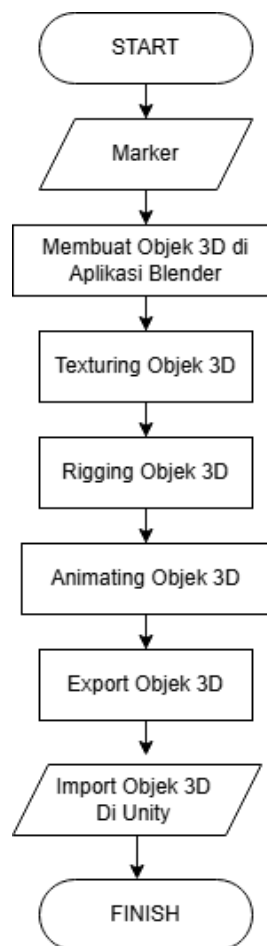 START
Marker
Membuat Objek 3D di
Aplikasi Blender
Texturing Objek 3D
Rigging Objek 3D
Animating Objek 3D
Export Objek 3D
Import Objek 3D
Di Unity
FINISH